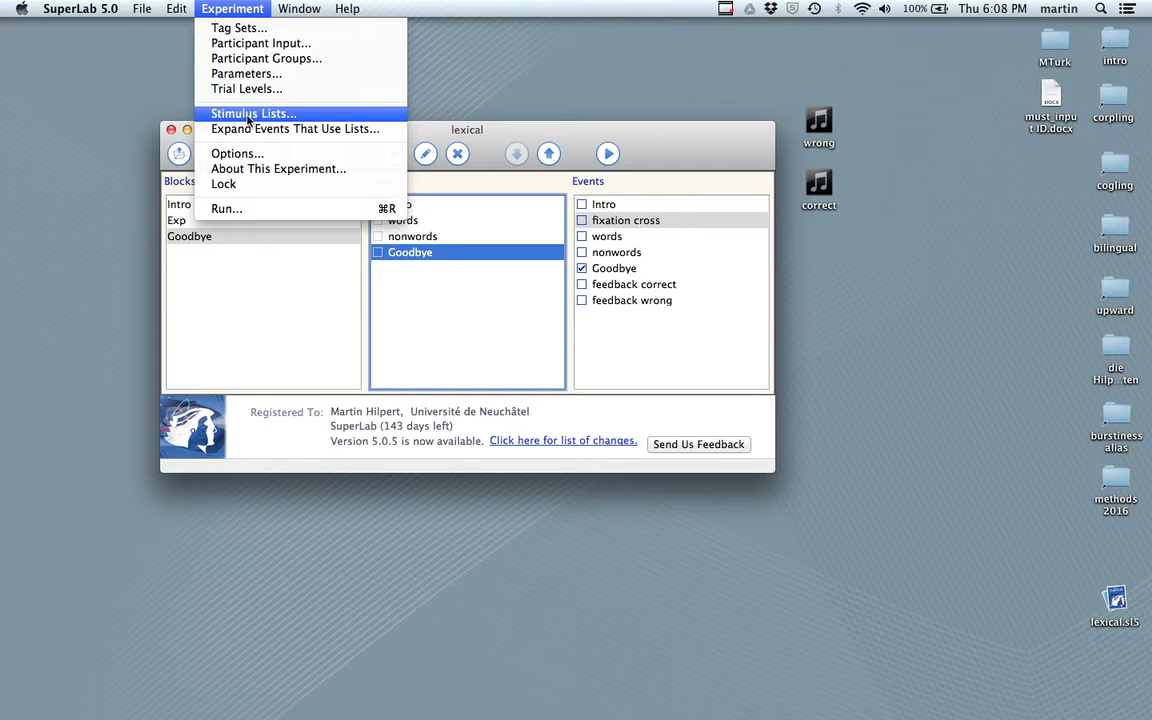 SuperLab 5.0 File Edit Experiment Window Help 100% Thu 6:08 PM martin
Tag Sets...
Participant Input...
Participant Groups...
Parameters...
Trial Levels...
Stimulus Lists...
Expand Events That Use Lists...
Options...
About This Experiment...
Lock
Run... ⌘R
lexical
Blocks
Events
Intro
Exp
Goodbye
words
nonwords
Goodbye
Intro
fixation cross
words
nonwords
Goodbye
feedback correct
feedback wrong
Registered To: Martin Hilpert, Université de Neuchâtel
SuperLab (143 days left)
Version 5.0.5 is now available. Click here for list of changes.
Send Us Feedback
wrong
correct
MTurk
intro
DOCX
must_inpu
t ID.docx
corpling
cogling
bilingual
upward
die
Hilp...ten
burstiness
alias
methods
2016
lexical.sl5